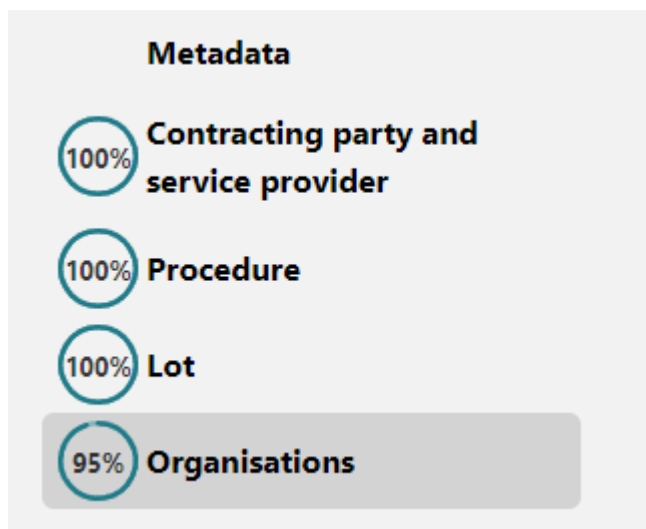 Metadata
100%
Contracting party and
service provider
100%
Procedure
100%
Lot
95%
Organisations